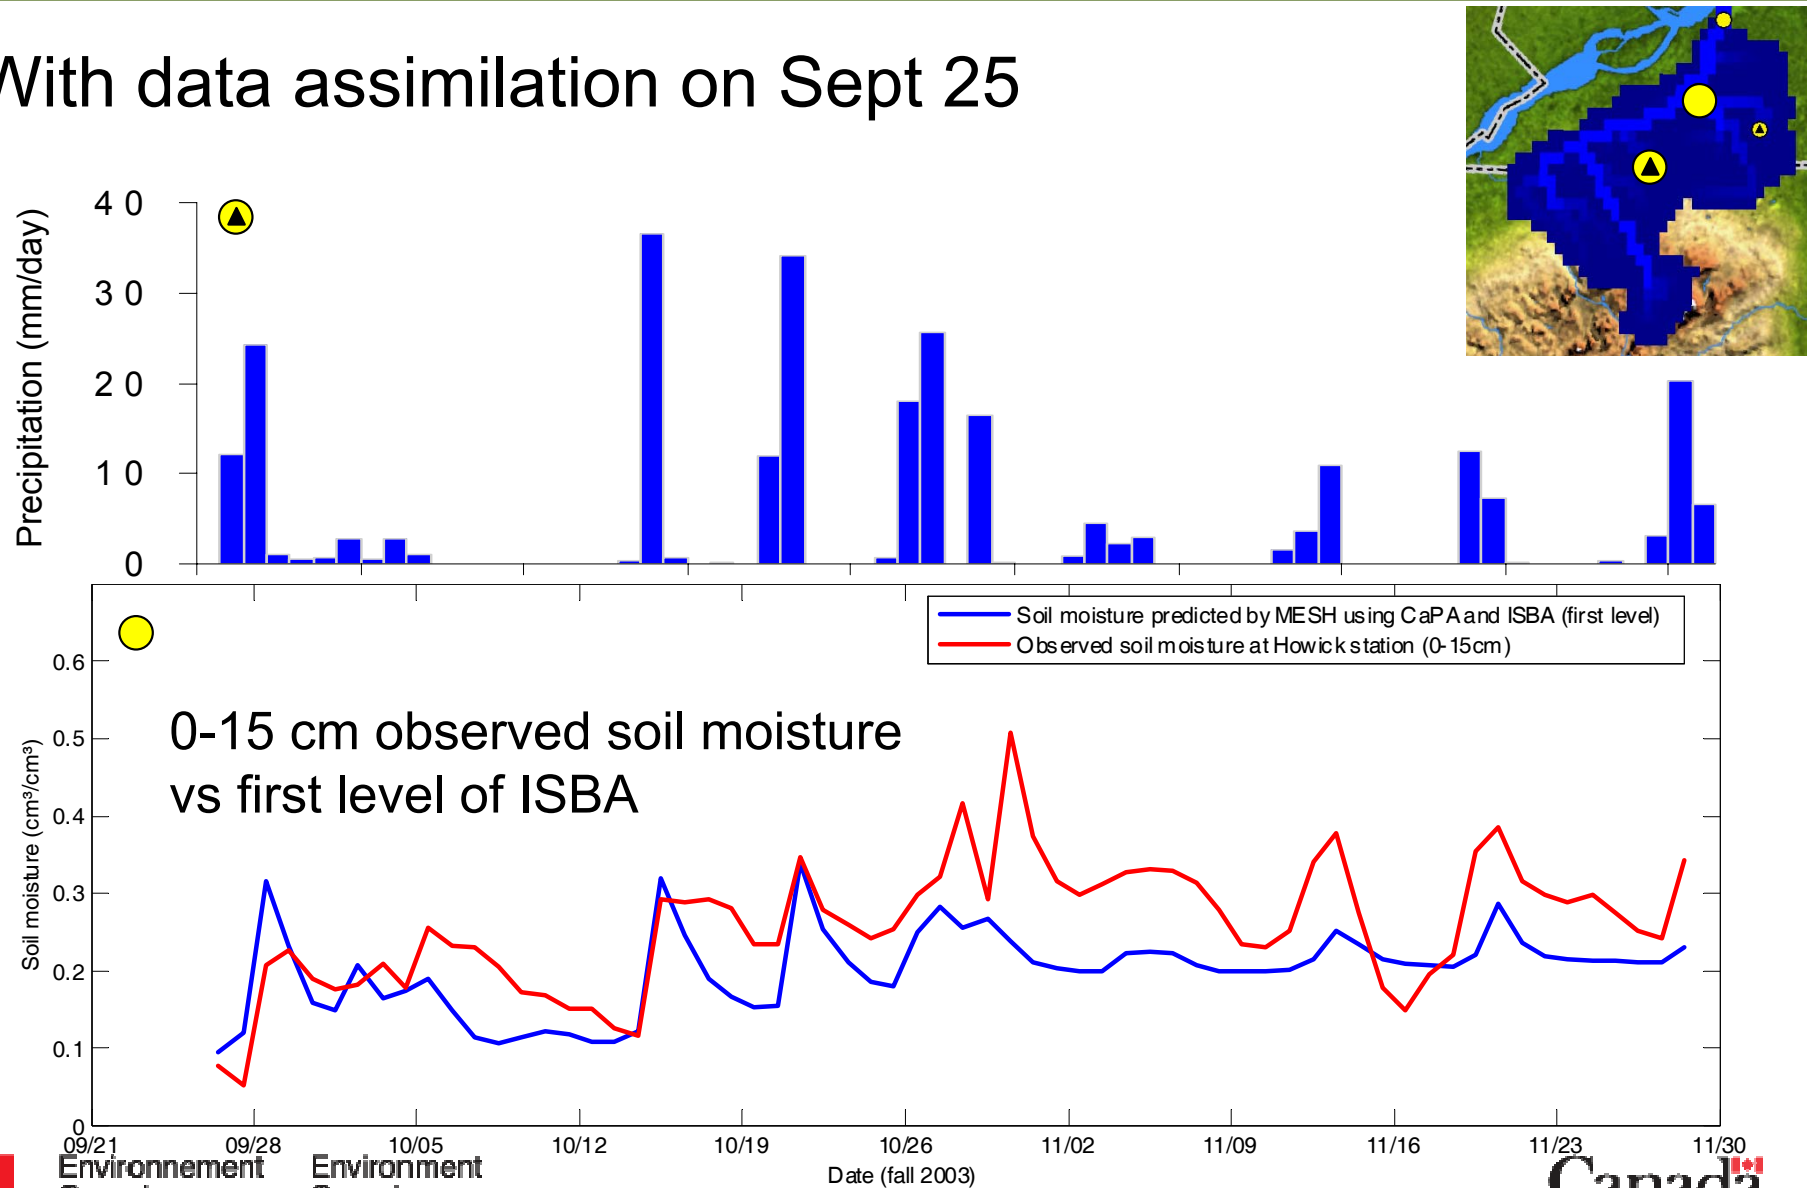 With data assimilation on Sept 25
Precipitation (mm/day)
40
30
20
10
0
Soil moisture predicted by MESH using CaPA and ISBA (first level)
Observed soil moisture at Howick station (0-15cm)
0-15 cm observed soil moisture
vs first level of ISBA
Soil moisture (cm³/cm³)
0.6
0.5
0.4
0.3
0.2
0.1
0
09/21 09/28 10/05 10/12 10/19 10/26 11/02 11/09 11/16 11/23 11/30
Date (fall 2003)
Environnement Environment
Canada